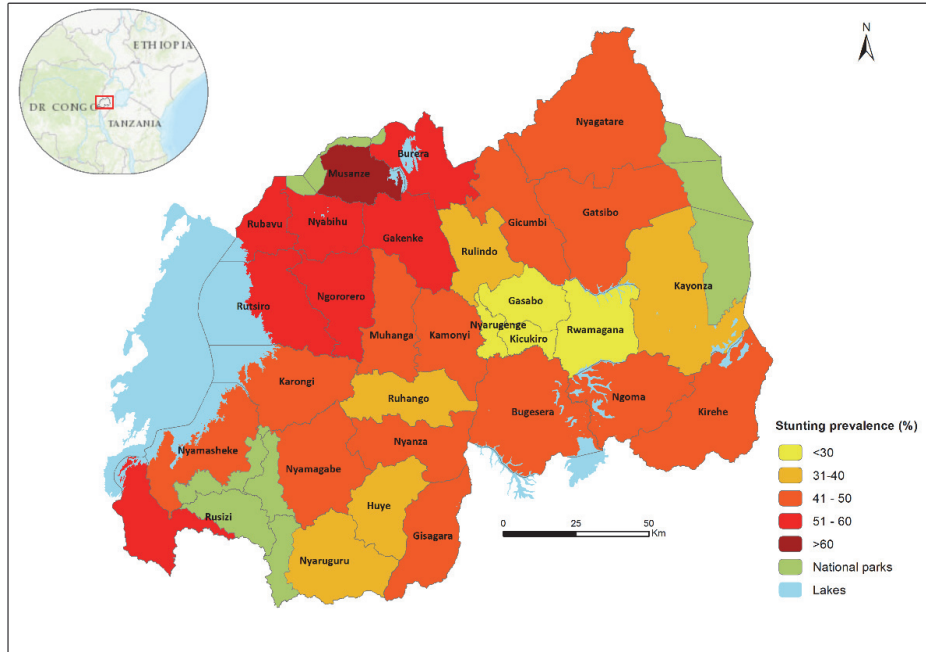 ETHIOPIA
DR CONGO
TANZANIA
N
Nyagatare
Burera
Musanze
Gatsibo
Gicumbi
Rubavu
Nyabihu
Gakenke
Rulindo
Kayonza
Gasabo
Rutsiro
Ngororero
Nyarugenge
Rwamagana
Muhanga
Kamonyi
Kicukiro
Karongi
Ruhango
Bugesera
Ngoma
Kirehe
Nyanza
Nyamasheke
Nyamagabe
Huye
Rusizi
Gisagara
Nyaruguru
0 25 50
Km
Stunting prevalence (%)
<30
31-40
41 - 50
51 - 60
>60
National parks
Lakes